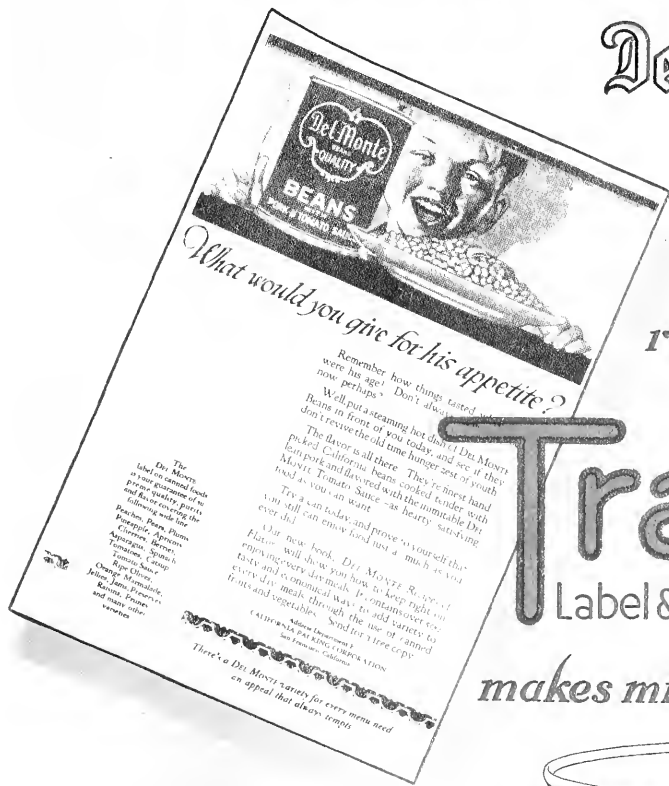 Del Monte
BRAND
QUALITY
BEANS
PORK & TOMATO
What would you give for his appetite?
Remember how things tasted when
were his age! Don't always
now perhaps
Well, put a steaming hot dish of DEL MONTE
Beans in front of you today, and see if they
don't revive the old time hunger zest of youth
The flavor is all there. They're finest hand
picked California beans cooked tender with
lean pork and flavored with the inimitable DEL
MONTE Tomato Sauce—as hearty, satisfying
food as you can want
Try a can today, and prove to yourself that
you still can enjoy food just as much as you
ever did
Our new book, DEL MONTE Recipes of
Flavor will show you how to keep right on
enjoying every day meals. It contains over
tasty and economical ways to add variety to
every day meals through the use of canned
fruits and vegetables. Send for a free copy
Address Department
CALIFORNIA PACKING CORPORATION
San Francisco, California
The
DEL MONTE
label on canned foods
is your guarantee of su
preme quality, purity
and flavor covering the
following wide line
Peaches, Pears, Plums
Pineapple, Apricots
Cherries, Berries
Asparagus, Spinach
Tomatoes, Catsup
Tomato Sauce
Ripe Olives,
Orange Marmalade,
Jellies, Jams, Preserves
Raisins, Prunes
and many other
varieties
There's a DEL MONTE variety for every menu need
an appeal that always tempts
De
Tra
Label &
makes mi